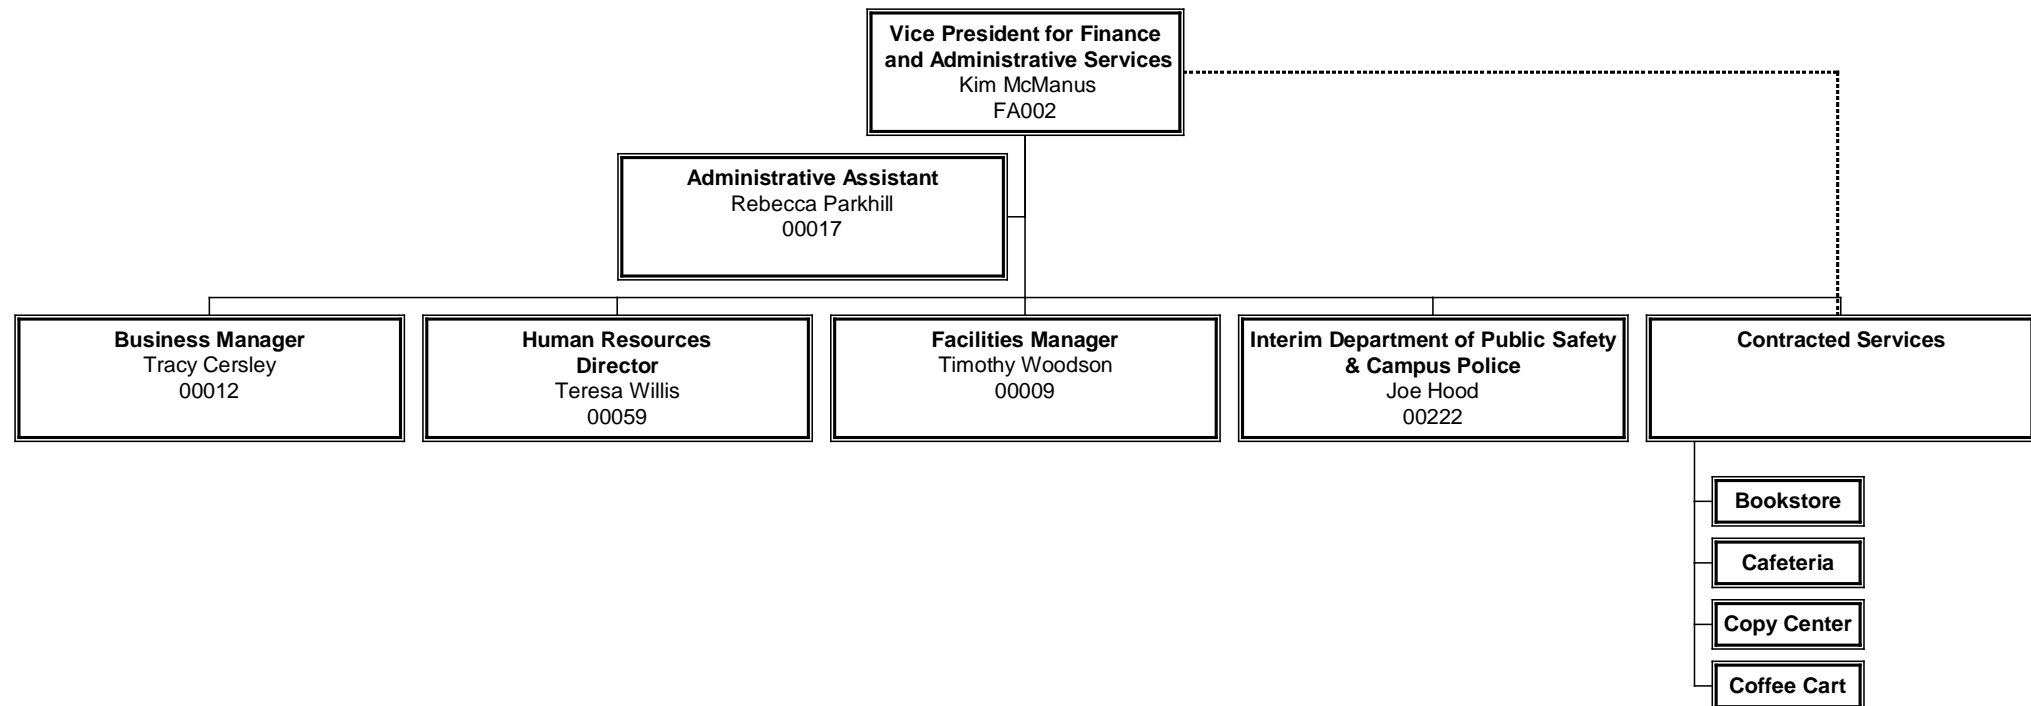 Vice President for Finance
and Administrative Services
Kim McManus
FA002
Administrative Assistant
Rebecca Parkhill
00017
Business Manager
Tracy Cersley
00012
Human Resources
Director
Teresa Willis
00059
Facilities Manager
Timothy Woodson
00009
Interim Department of Public Safety
& Campus Police
Joe Hood
00222
Contracted Services
Bookstore
Cafeteria
Copy Center
Coffee Cart